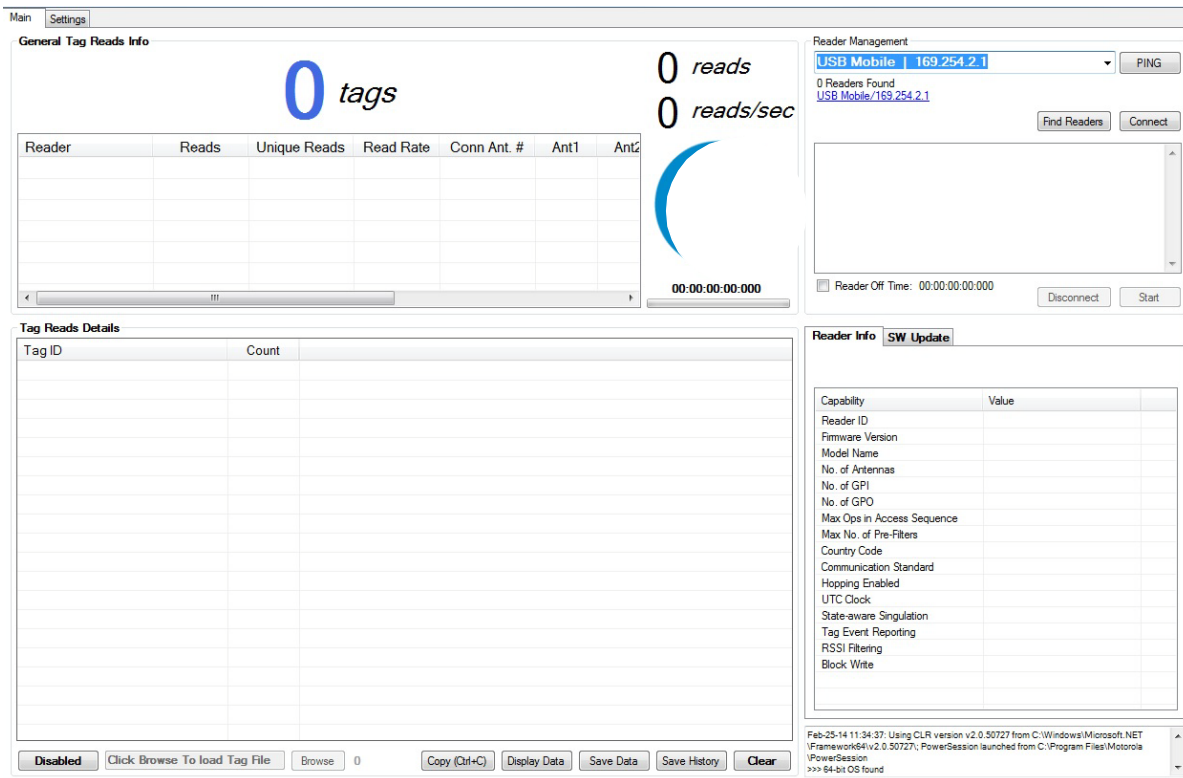 Main Settings
General Tag Reads Info
0 tags
0 reads
0 reads/sec
Reader Reads Unique Reads Read Rate Conn Ant. # Ant1 Ant2
00:00:00:00:000
Reader Management
USB Mobile | 169.254.2.1 PING
0 Readers Found
USB Mobile/169.254.2.1
Find Readers Connect
Reader Off Time: 00:00:00:00:000
Disconnect Start
Tag Reads Details
Tag ID Count
Disabled Click Browse To load Tag File Browse 0 Copy (Ctrl+C) Display Data Save Data Save History Clear
Reader Info SW Update
Capability Value
Reader ID
Firmware Version
Model Name
No. of Antennas
No. of GPI
No. of GPO
Max Ops in Access Sequence
Max No. of Pre-Filters
Country Code
Communication Standard
Hopping Enabled
UTC Clock
State-aware Singulation
Tag Event Reporting
RSSI Filtering
Block Write
Feb-25-14 11:34:37: Using CLR version v2.0.50727 from C:\Windows\Microsoft.NET
\Framework64\v2.0.50727\; PowerSession launched from C:\Program Files\Motorola
\PowerSession
>>> 64-bit OS found